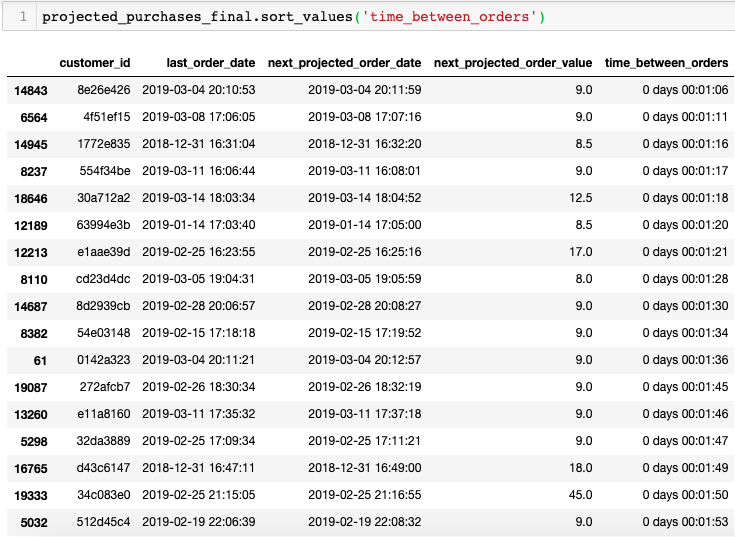 1 projected_purchases_final.sort_values('time_between_orders')
customer_id last_order_date next_projected_order_date next_projected_order_value time_between_orders
14843 8e26e426 2019-03-04 20:10:53 2019-03-04 20:11:59 9.0 0 days 00:01:06
6564 4f51ef15 2019-03-08 17:06:05 2019-03-08 17:07:16 9.0 0 days 00:01:11
14945 1772e835 2018-12-31 16:31:04 2018-12-31 16:32:20 8.5 0 days 00:01:16
8237 554f34be 2019-03-11 16:06:44 2019-03-11 16:08:01 9.0 0 days 00:01:17
18646 30a712a2 2019-03-14 18:03:34 2019-03-14 18:04:52 12.5 0 days 00:01:18
12189 63994e3b 2019-01-14 17:03:40 2019-01-14 17:05:00 8.5 0 days 00:01:20
12213 e1aae39d 2019-02-25 16:23:55 2019-02-25 16:25:16 17.0 0 days 00:01:21
8110 cd23d4dc 2019-03-05 19:04:31 2019-03-05 19:05:59 8.0 0 days 00:01:28
14687 8d2939cb 2019-02-28 20:06:57 2019-02-28 20:08:27 9.0 0 days 00:01:30
8382 54e03148 2019-02-15 17:18:18 2019-02-15 17:19:52 9.0 0 days 00:01:34
61 0142a323 2019-03-04 20:11:21 2019-03-04 20:12:57 9.0 0 days 00:01:36
19087 272afcb7 2019-02-26 18:30:34 2019-02-26 18:32:19 9.0 0 days 00:01:45
13260 e11a8160 2019-03-11 17:35:32 2019-03-11 17:37:18 9.0 0 days 00:01:46
5298 32da3889 2019-02-25 17:09:34 2019-02-25 17:11:21 9.0 0 days 00:01:47
16765 d43c6147 2018-12-31 16:47:11 2018-12-31 16:49:00 18.0 0 days 00:01:49
19333 34c083e0 2019-02-25 21:15:05 2019-02-25 21:16:55 45.0 0 days 00:01:50
5032 512d45c4 2019-02-19 22:06:39 2019-02-19 22:08:32 9.0 0 days 00:01:53